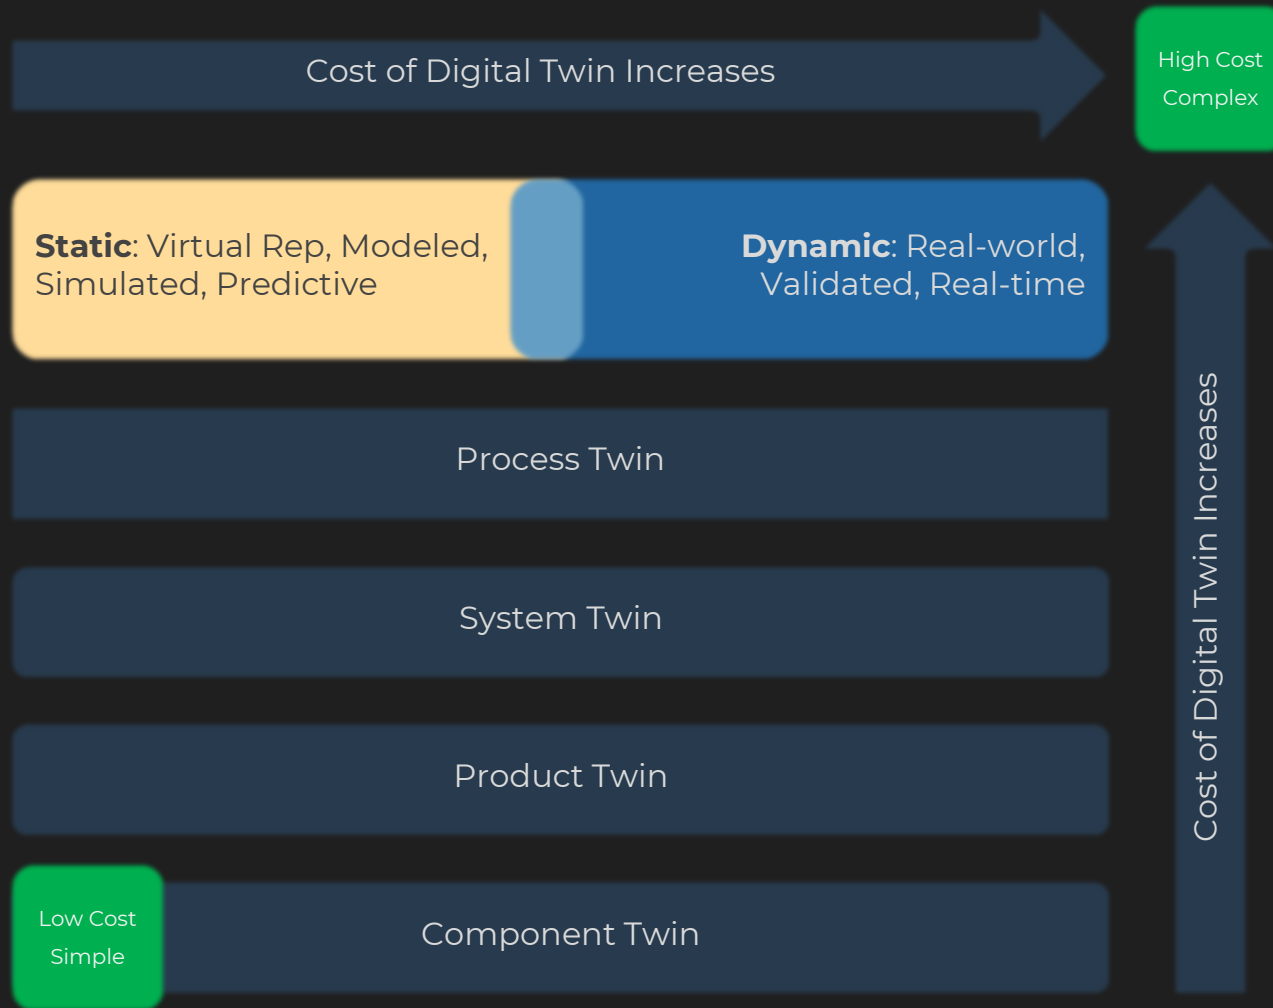 Cost of Digital Twin Increases
High Cost
Complex
Static: Virtual Rep, Modeled,
Simulated, Predictive
Dynamic: Real-world,
Validated, Real-time
Process Twin
System Twin
Product Twin
Component Twin
Low Cost
Simple
Cost of Digital Twin Increases